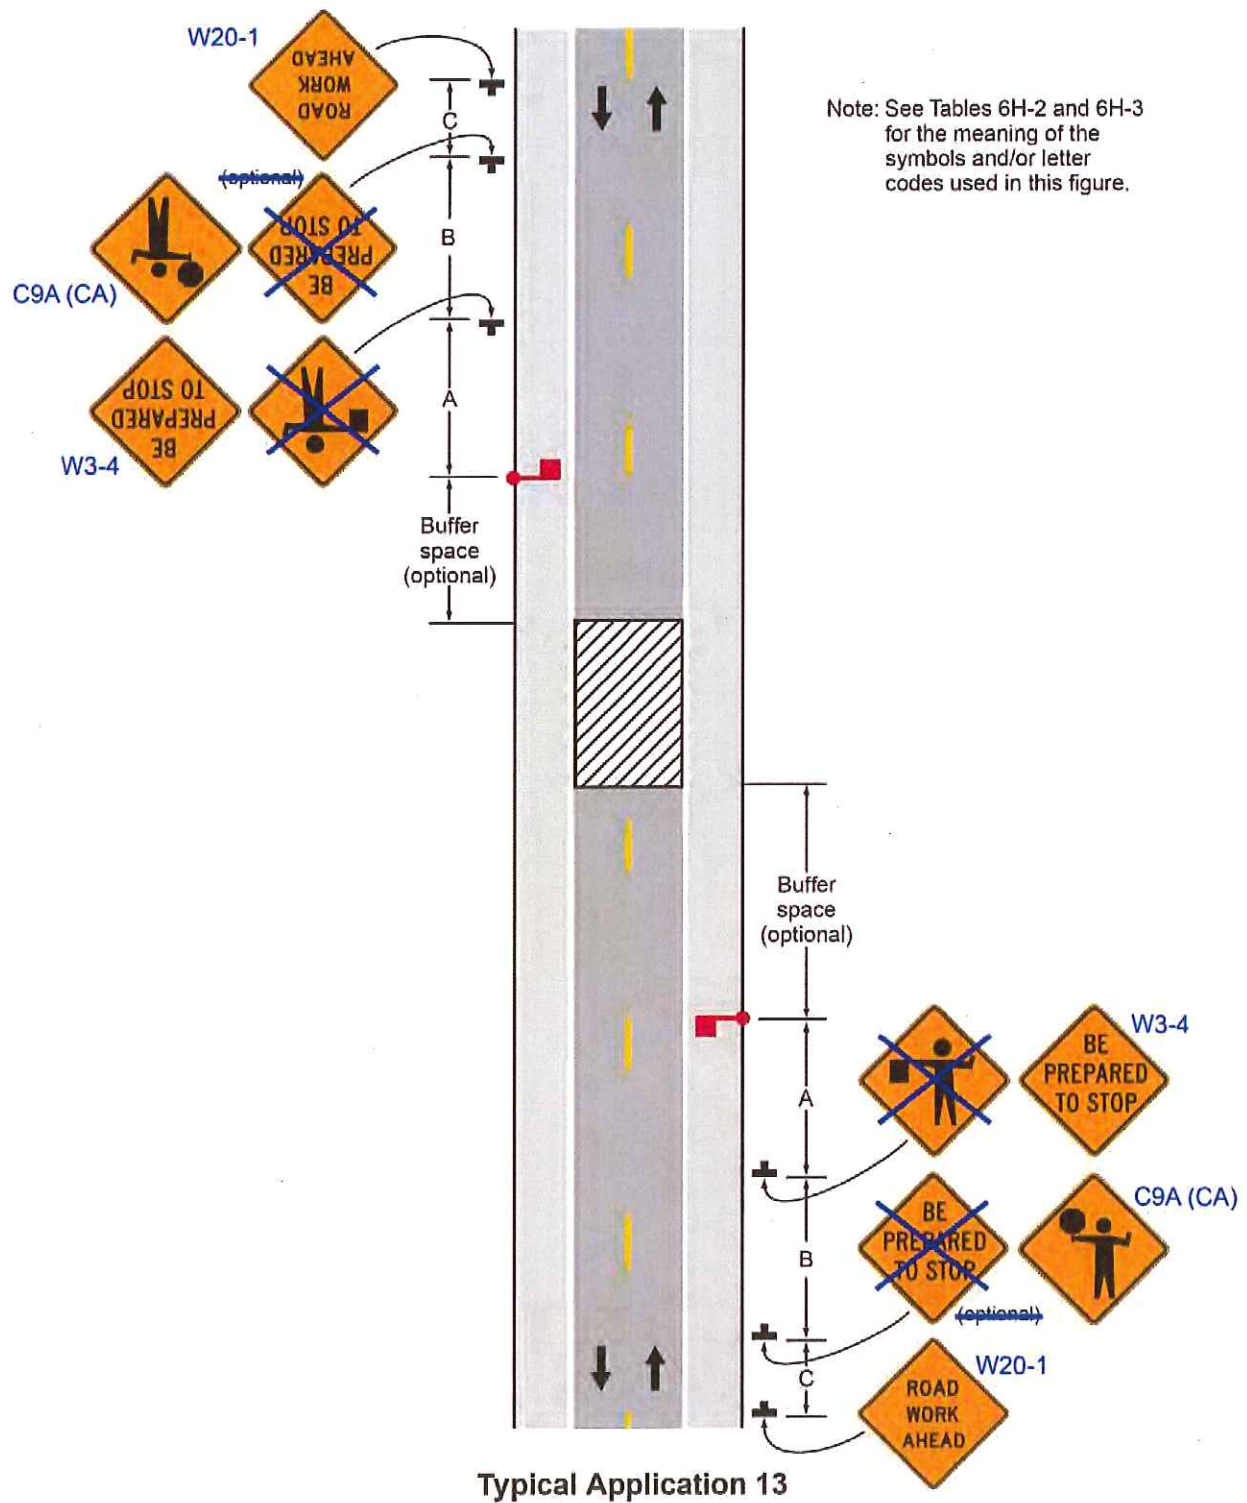 W20-1
ROAD
WORK
AHEAD
Note: See Tables 6H-2 and 6H-3
for the meaning of the
symbols and/or letter
codes used in this figure.
C
(optional)
BE
PREPARED
TO STOP
B
C9A (CA)
BE
PREPARED
TO STOP
A
W3-4
Buffer
space
(optional)
Buffer
space
(optional)
W3-4
BE
PREPARED
TO STOP
A
C9A (CA)
BE
PREPARED
TO STOP
B
(optional)
W20-1
C
ROAD
WORK
AHEAD
Typical Application 13